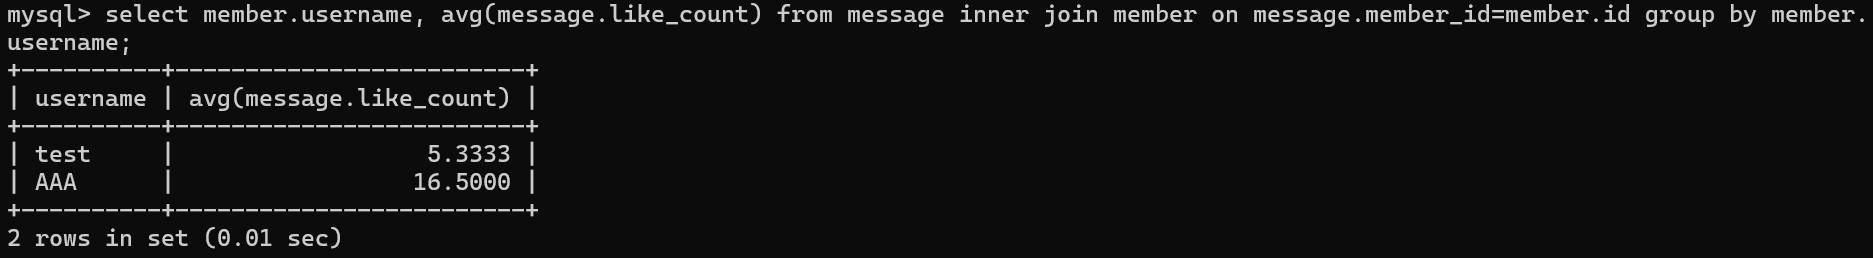 mysql> select member.username, avg(message.like_count) from message inner join member on message.member_id=member.id group by member.
username;
+----------+-------------------------+
| username | avg(message.like_count) |
+----------+-------------------------+
| test     |                  5.3333 |
| AAA      |                 16.5000 |
+----------+-------------------------+
2 rows in set (0.01 sec)